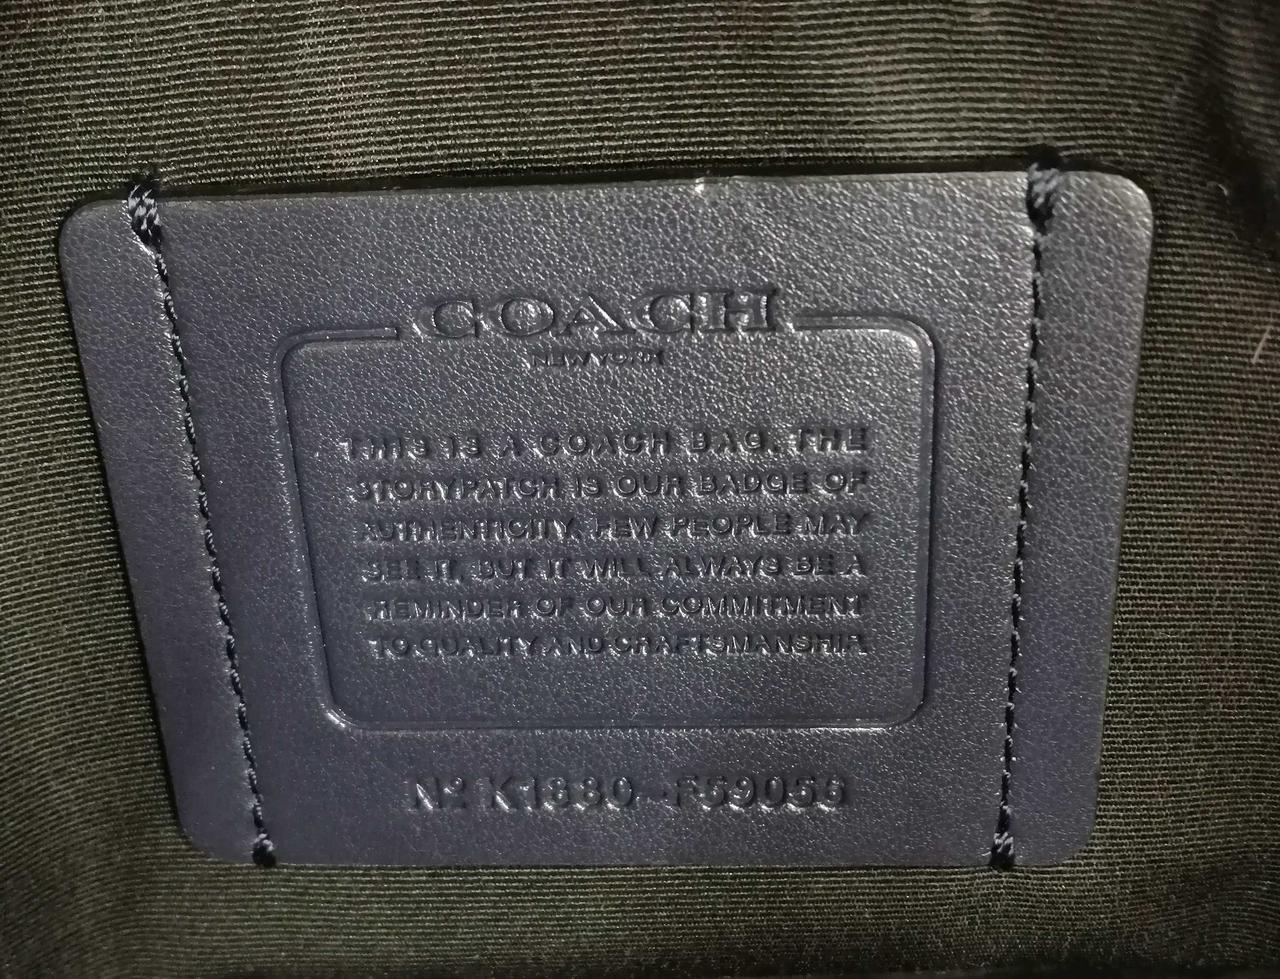 COACH
NEW YORK
THIS IS A COACH BAG. THE
STORYPATCH IS OUR BADGE OF
AUTHENTICITY. FEW PEOPLE MAY
SEE IT, BUT IT WILL ALWAYS BE A
REMINDER OF OUR COMMITMENT
TO QUALITY AND CRAFTSMANSHIP.
Nº K1880-F59056